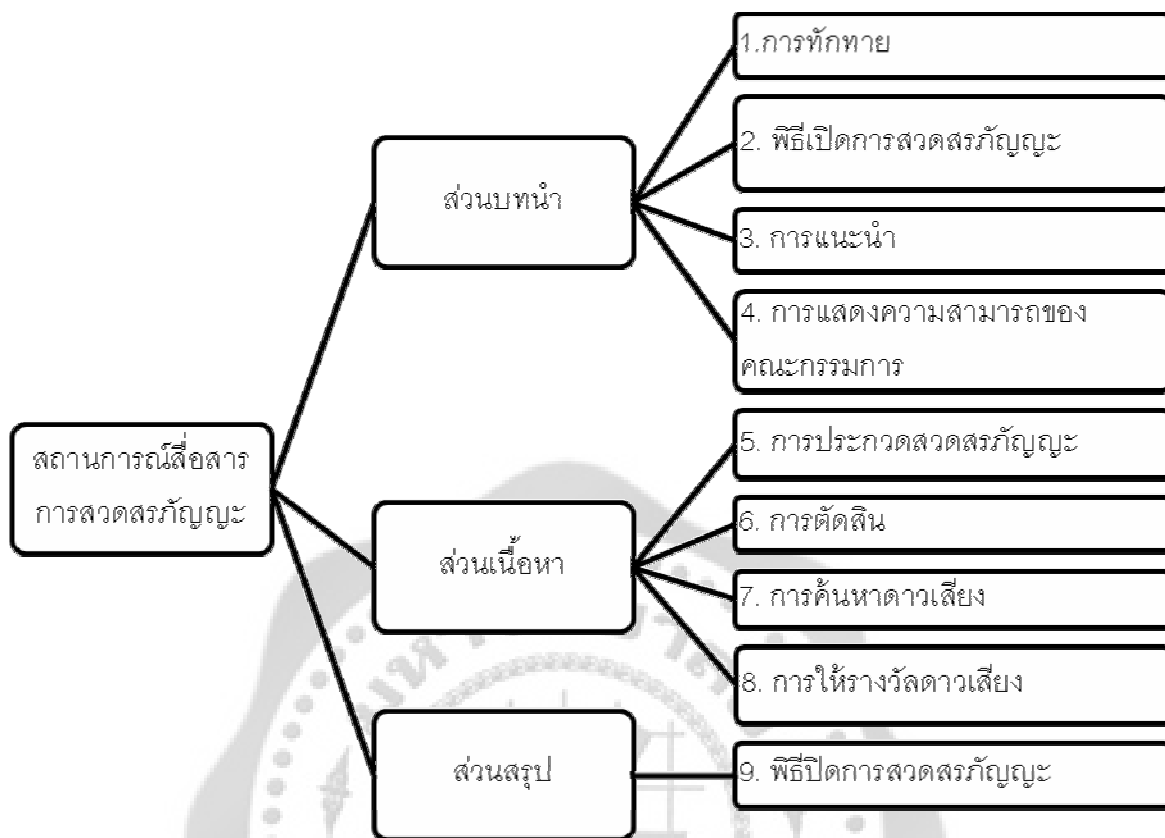 สถานการณ์สื่อสาร
การสวดสรภัญญะ
ส่วนบทนำ
1.การทักทาย
2. พิธีเปิดการสวดสรภัญญะ
3. การแนะนำ
4. การแสดงความสามารถของ
คณะกรรมการ
ส่วนเนื้อหา
5. การประกวดสวดสรภัญญะ
6. การตัดสิน
7. การค้นหาดาวเสียง
8. การให้รางวัลดาวเสียง
ส่วนสรุป
9. พิธีปิดการสวดสรภัญญะ